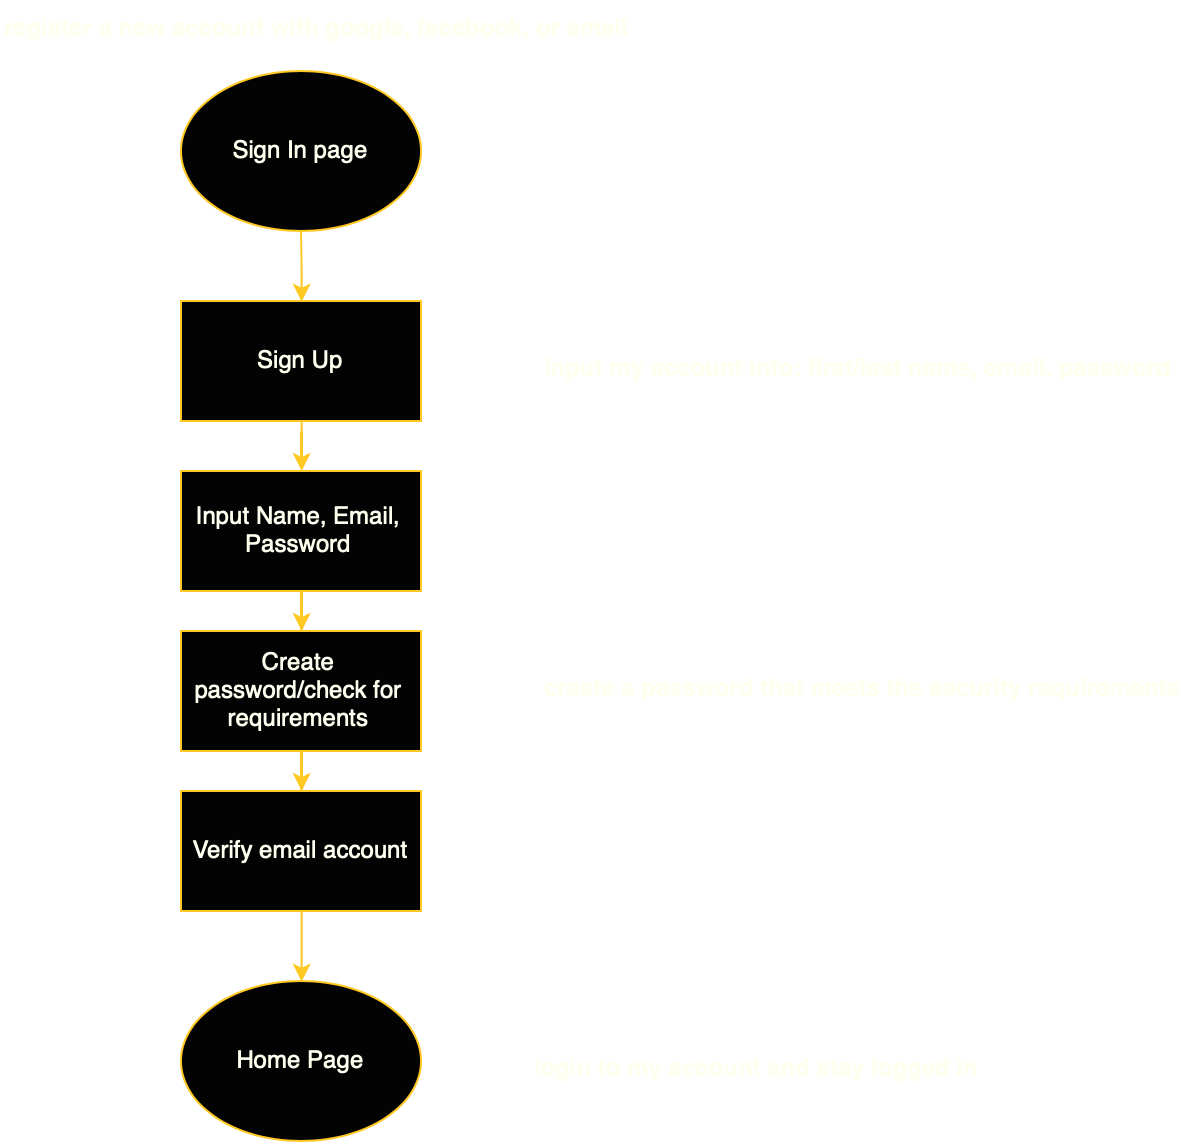 register a new account with google, facebook, or email
Sign In page
Sign Up
input my account info: first/last name, email, password
Input Name, Email,
Password
Create
password/check for
requirements
create a password that meets the security requirements
Verify email account
Home Page
login to my account and stay logged in